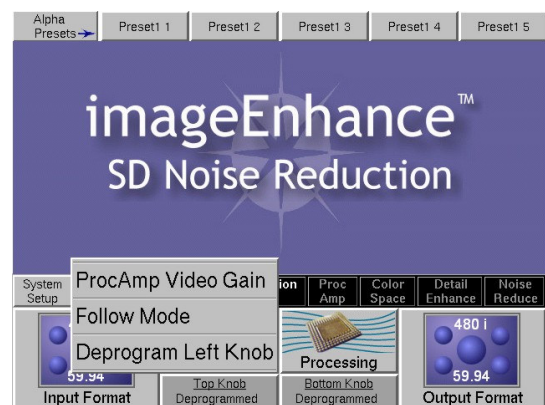 Alpha
Presets
Preset1 1
Preset1 2
Preset1 3
Preset1 4
Preset1 5
imageEnhance™
SD Noise Reduction
System
Setup
ProcAmp Video Gain
Follow Mode
Deprogram Left Knob
ion
Proc
Amp
Color
Space
Detail
Enhance
Noise
Reduce
59.94
Input Format
Top Knob
Deprogrammed
Processing
Bottom Knob
Deprogrammed
480 i
59.94
Output Format